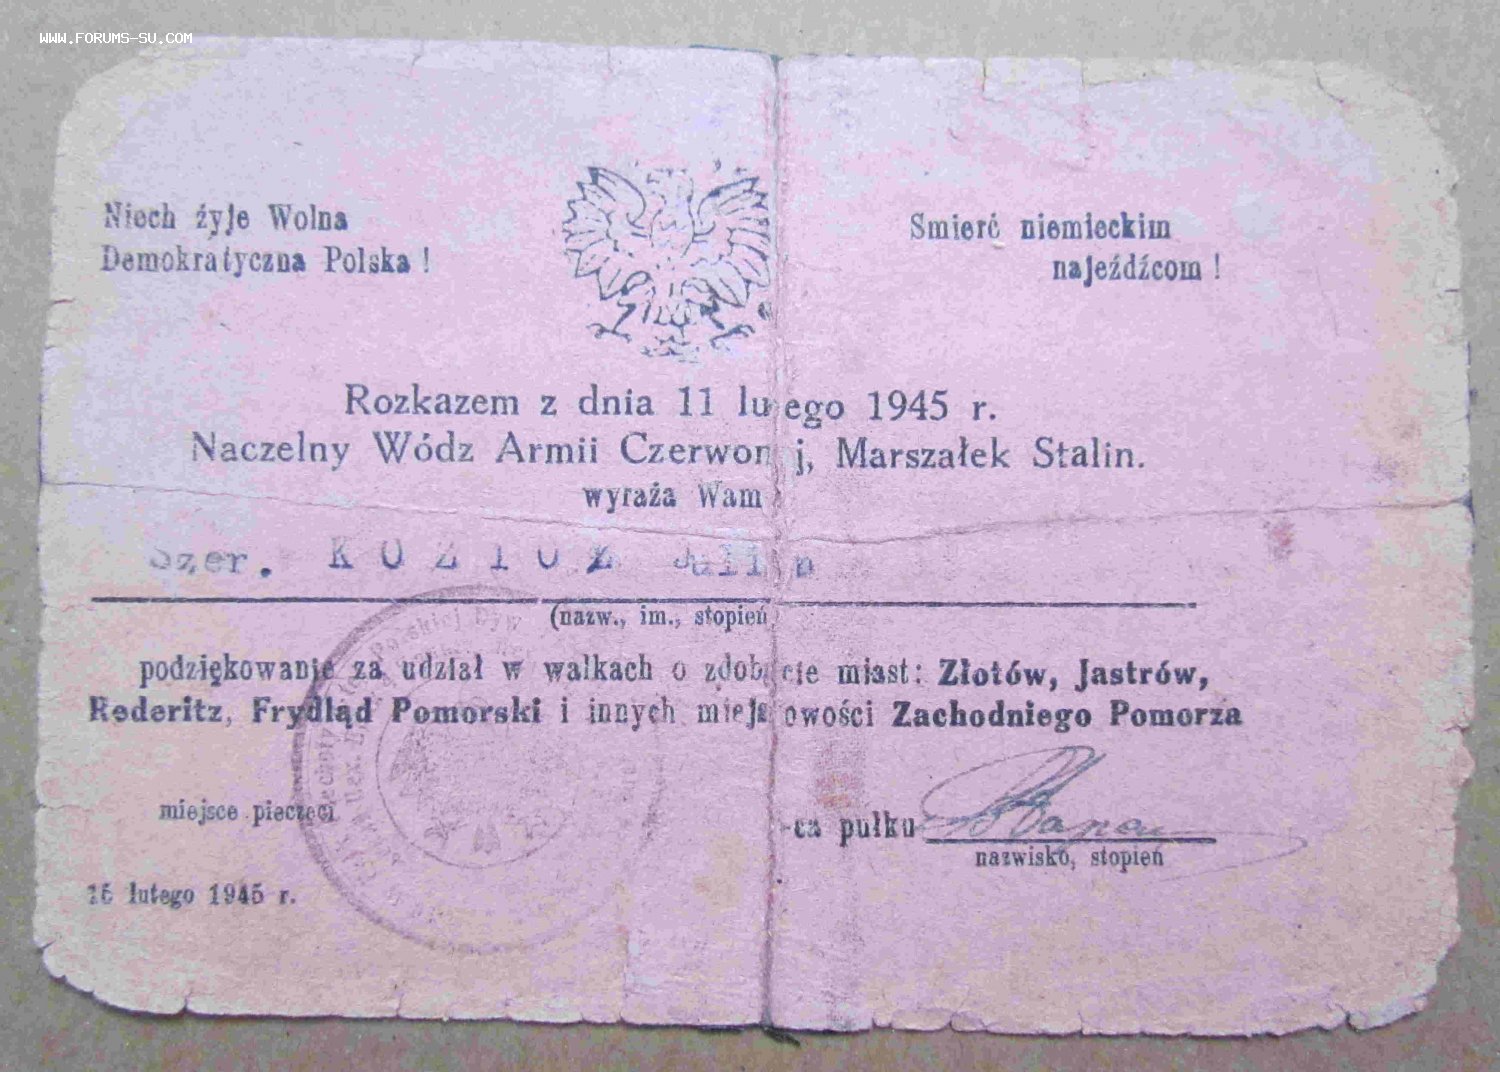 WWW.FORUMS-SU.COM
Niech żyje Wolna
Demokratyczna Polska !
Smierć niemieckim
najeźdźcom !
Rozkazem z dnia 11 lutego 1945 r.
Naczelny Wódz Armii Czerwonej, Marszałek Stalin.
wyraża Wam
Szer. KOZIOŁ Julian
(nazw., im., stopień
podziękowanie za udział w walkach o zdobycie miast: Złotów, Jastrów,
Rederitz, Frydląd Pomorski i innych miejscowości Zachodniego Pomorza
miejsce pieczęci
-ca pułku
nazwisko, stopień
16 lutego 1945 r.